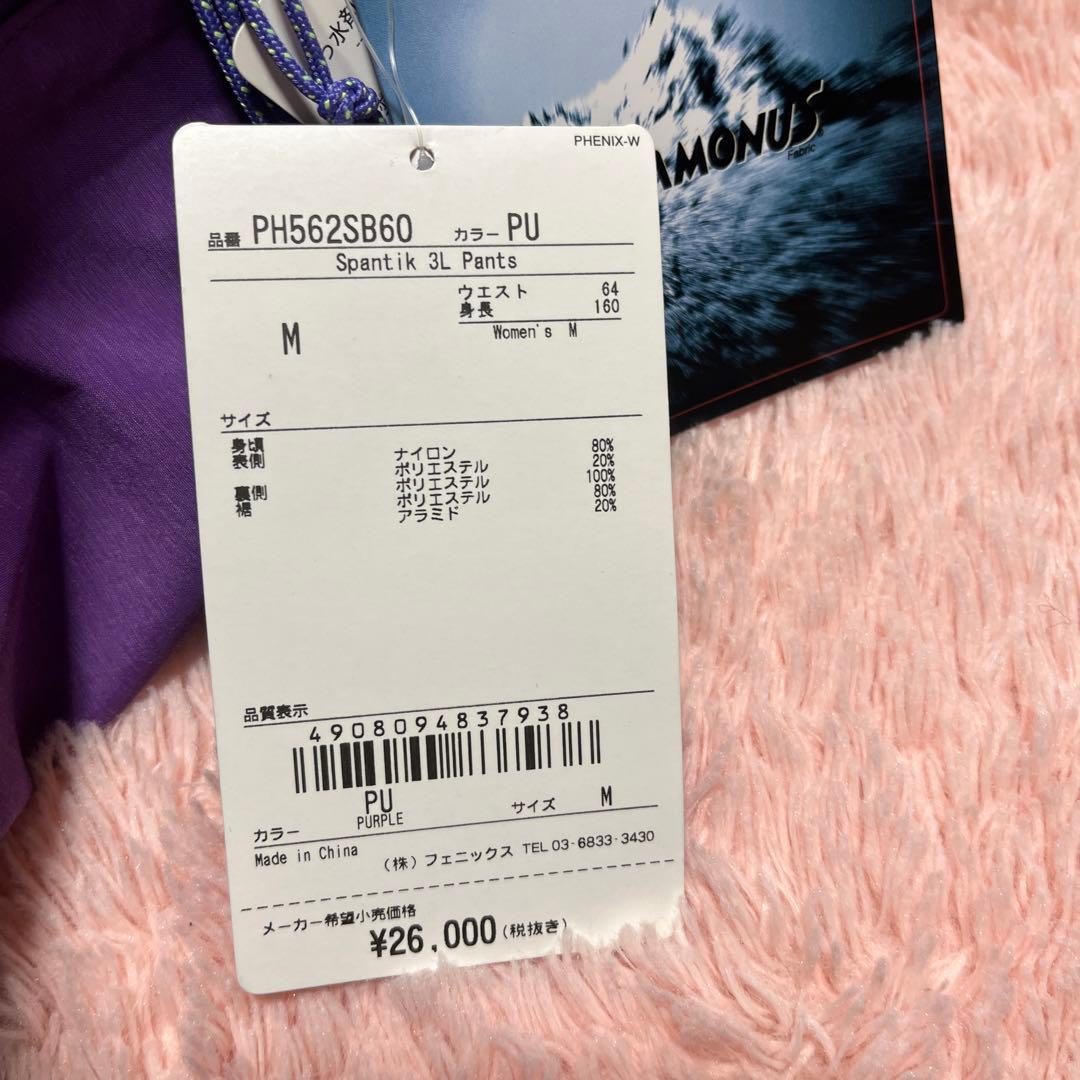 っ水斉
AMONUS
Fabric
PHENIX-W
品番 PH562SB60 カラー PU
Spantik 3L Pants
ウエスト 64
身長 160
Women's M
M
サイズ
身頃
表側 ナイロン 80%
ポリエステル 20%
裏側 ポリエステル 100%
裾 ポリエステル 80%
アラミド 20%
品質表示
4908094837938
PU
PURPLE
カラー サイズ M
Made in China (株)フェニックス TEL 03-6833-3430
メーカー希望小売価格
¥26,000(税抜き)